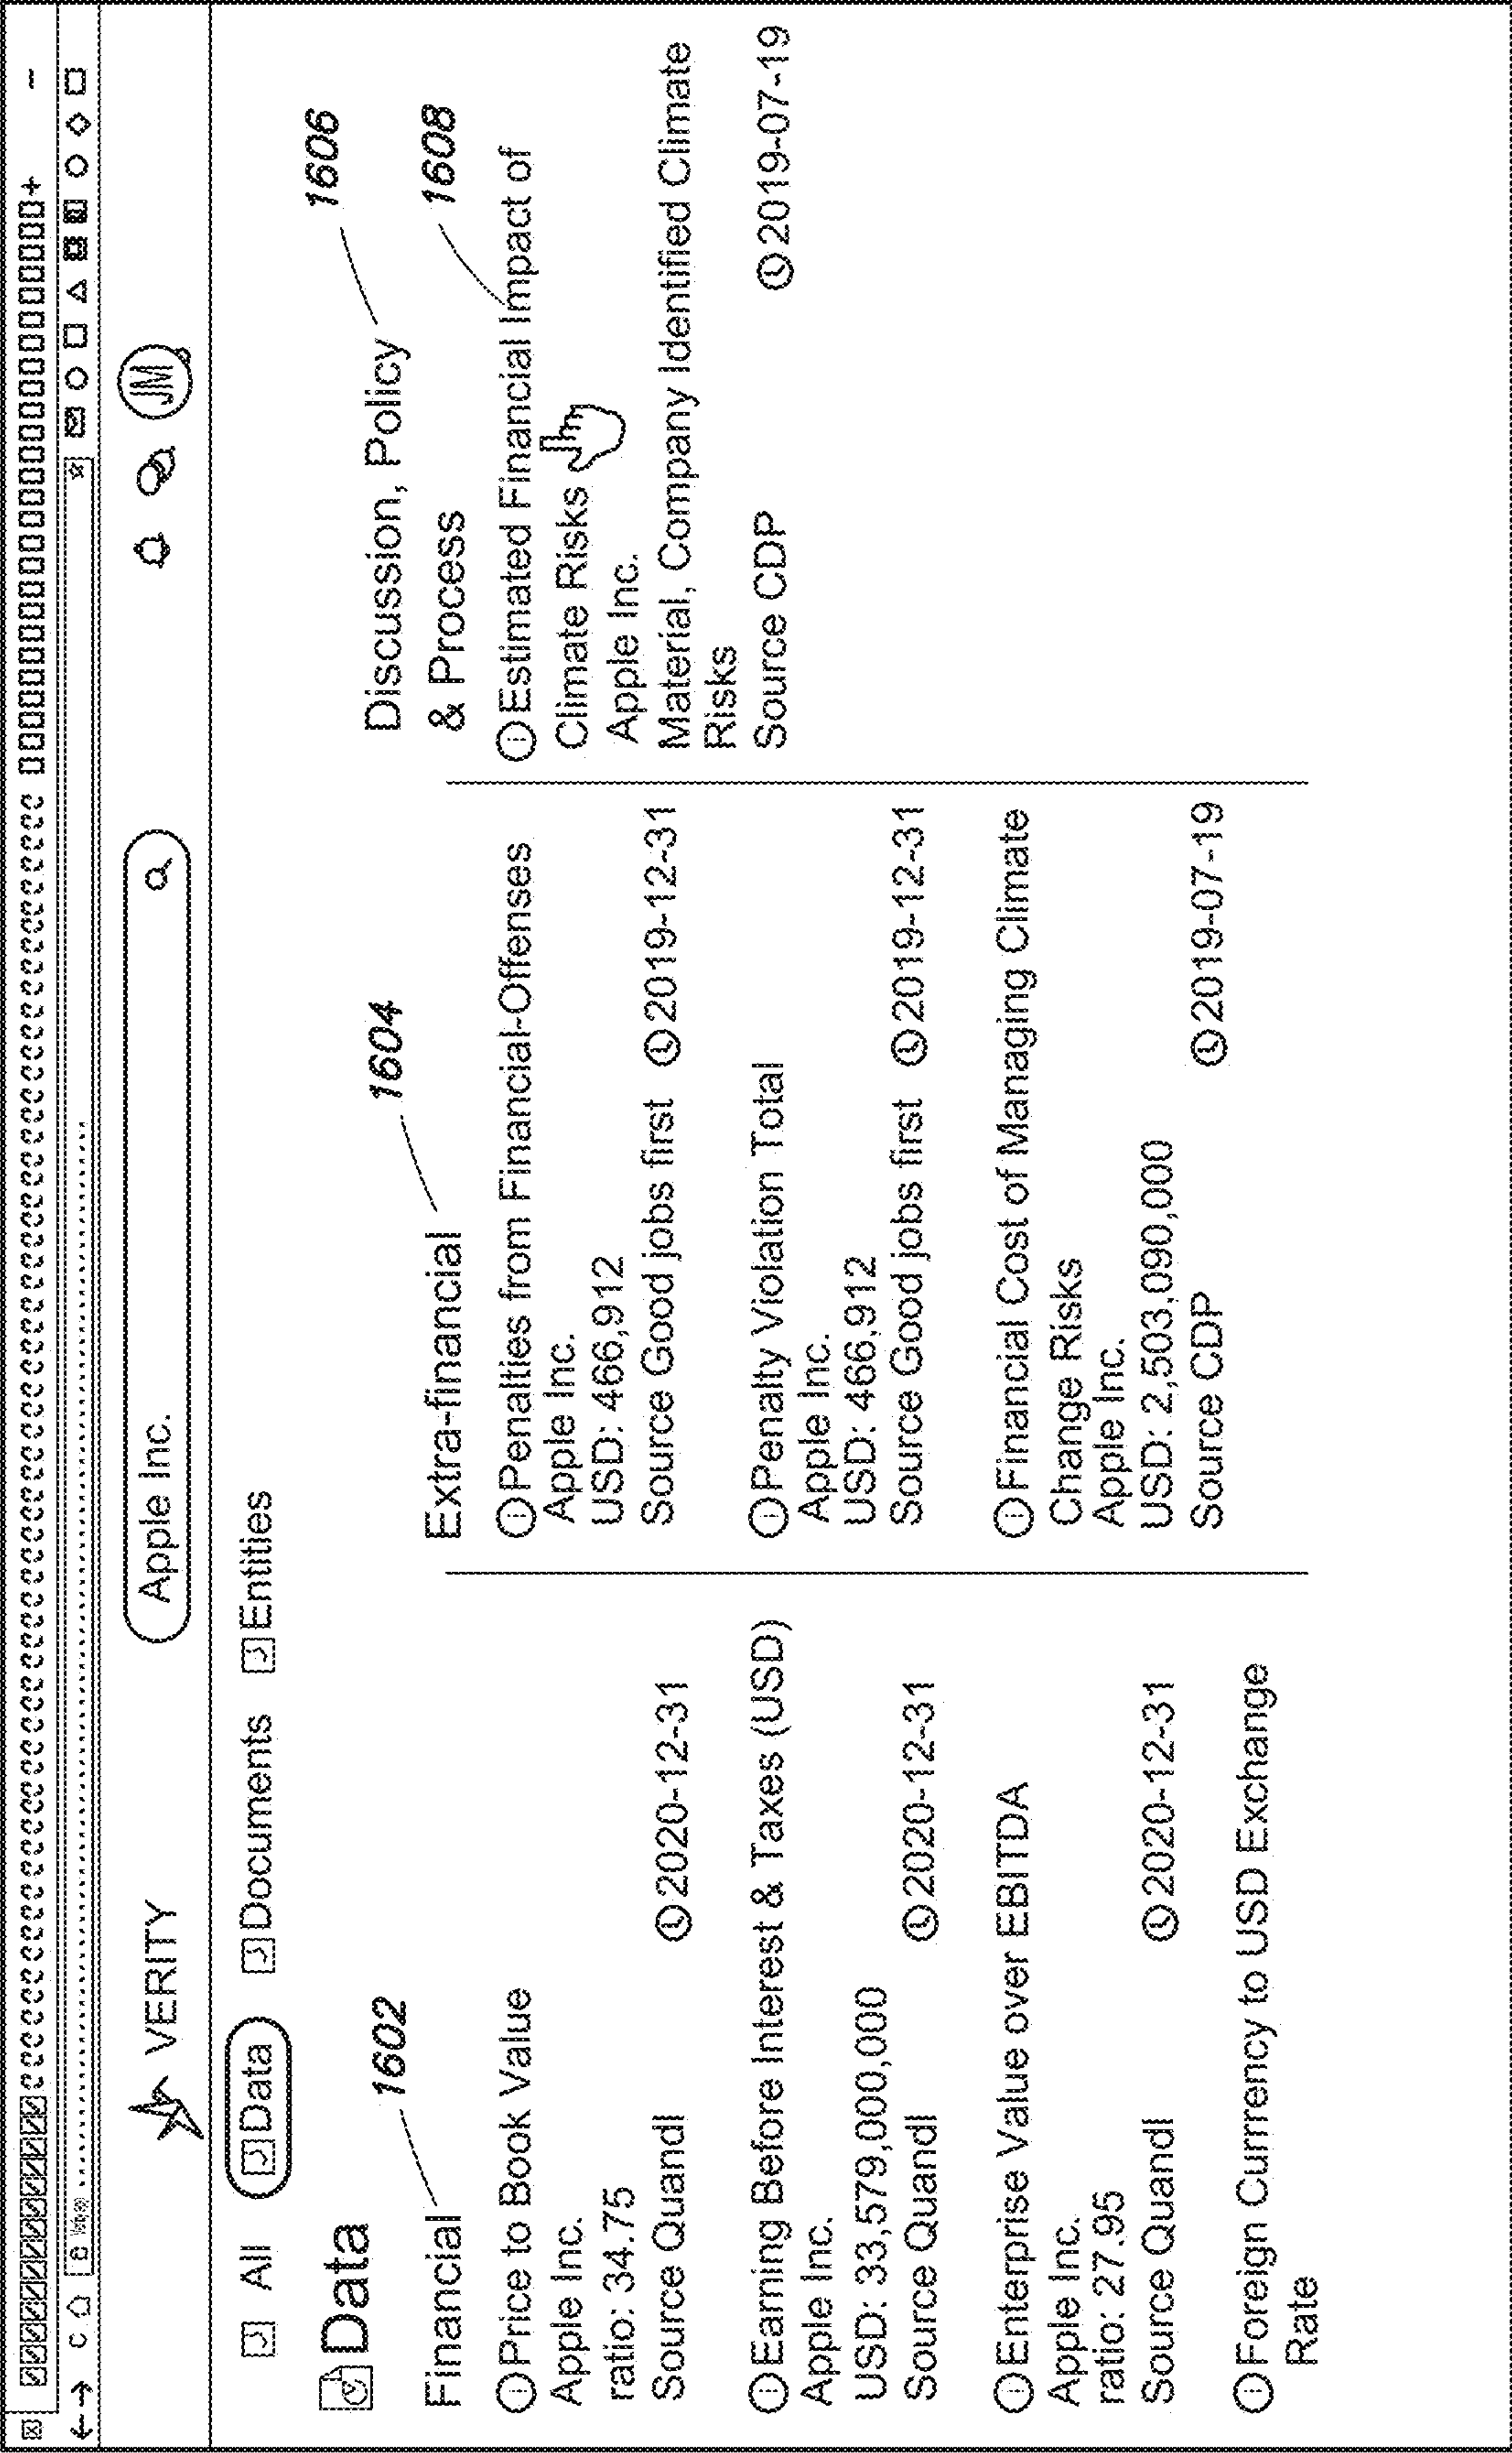 VERITY
Apple Inc.
JM
All
Data
Documents
Entities
Data
1602
Financial
Price to Book Value
Apple Inc.
ratio: 34.75
Source Quandl 2020-12-31
Earning Before Interest & Taxes (USD)
Apple Inc.
USD: 33,579,000,000
Source Quandl 2020-12-31
Enterprise Value over EBITDA
Apple Inc.
ratio: 27.95
Source Quandl 2020-12-31
Foreign Currency to USD Exchange
Rate
1604
Extra-financial
Penalties from Financial-Offenses
Apple Inc.
USD: 466,912
Source Good jobs first 2019-12-31
Penalty Violation Total
Apple Inc.
USD: 466,912
Source Good jobs first 2019-12-31
Financial Cost of Managing Climate
Change Risks
Apple Inc.
USD: 2,503,090,000
Source CDP 2019-07-19
1606
Discussion, Policy
& Process
1608
Estimated Financial Impact of
Climate Risks
Apple Inc.
Material, Company Identified Climate
Risks
Source CDP 2019-07-19